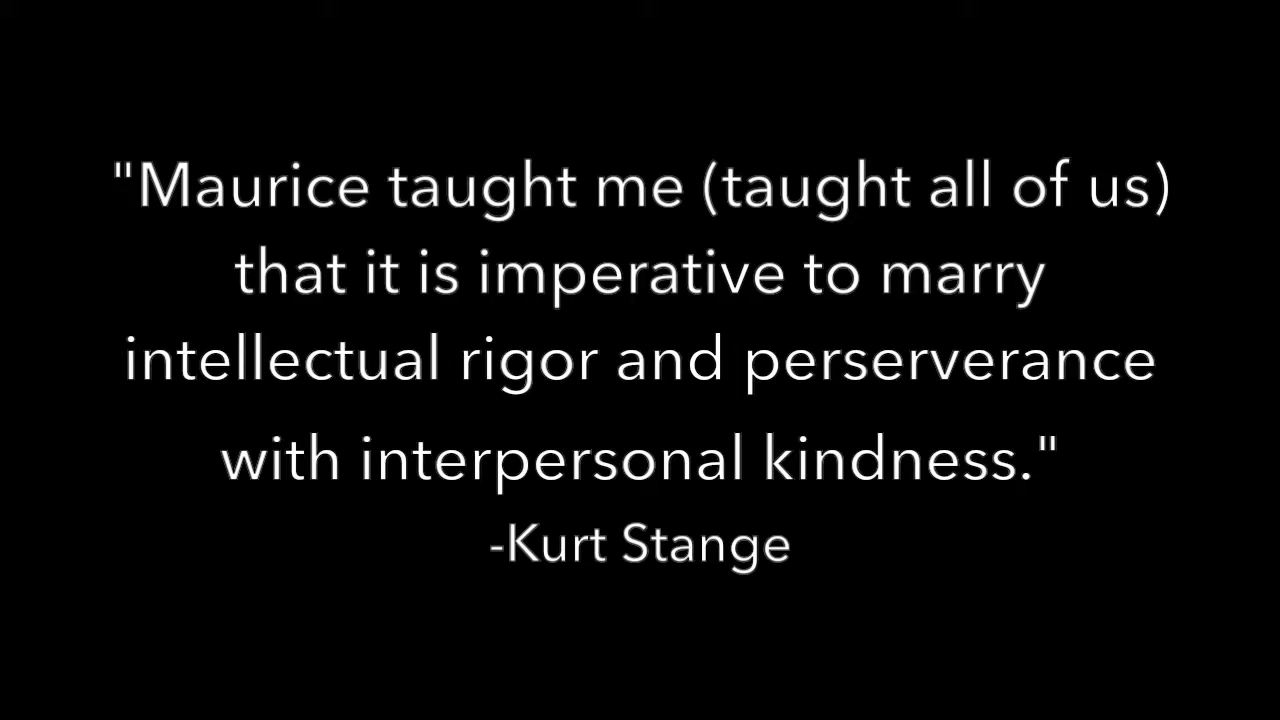 "Maurice taught me (taught all of us)
that it is imperative to marry
intellectual rigor and perserverance
with interpersonal kindness."
-Kurt Stange